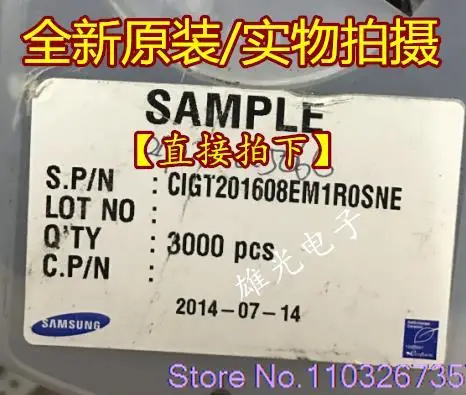 全新原装/实物拍摄
SAMPLE
【直接拍下】
S.P/N : CIGT201608EM1R0SNE
LOT NO :
Q'TY : 3000 pcs
C.P/N :
雄光电子
2014-07-14
SAMSUNG
Store No.110326735